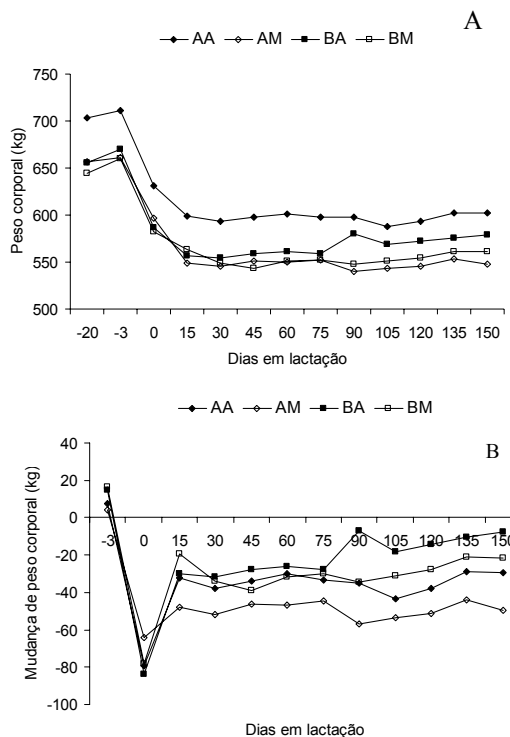 A
AA AM BA BM
750
700
650
600
550
500
Peso corporal (kg)
-20 -3 0 15 30 45 60 75 90 105 120 135 150
Dias em lactação
AA AM BA BM
B
40
20
0
-20
-40
-60
-80
-100
Mudança de peso corporal (kg)
-3 0 15 30 45 60 75 90 105 120 135 150
Dias em lactação